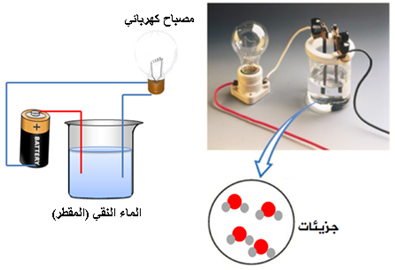 مصباح كهربائي
+
BATTERY
الماء النقي (المقطر)
جزيئات